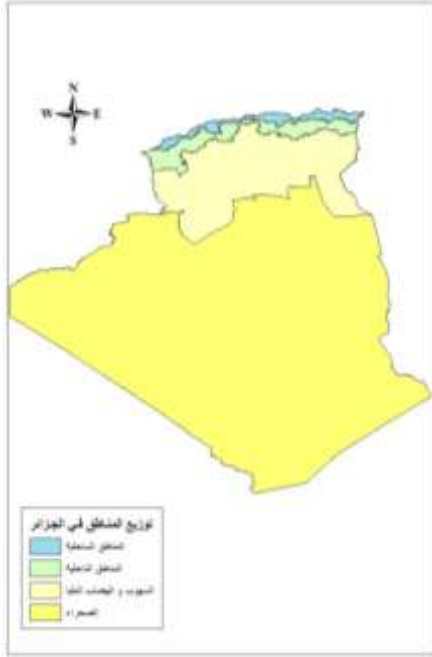 N
W E
S
توزيع المناطق في الجزائر
المناطق الساحلية
المناطق الداخلية
السهوب و الهضاب العليا
الصحراء